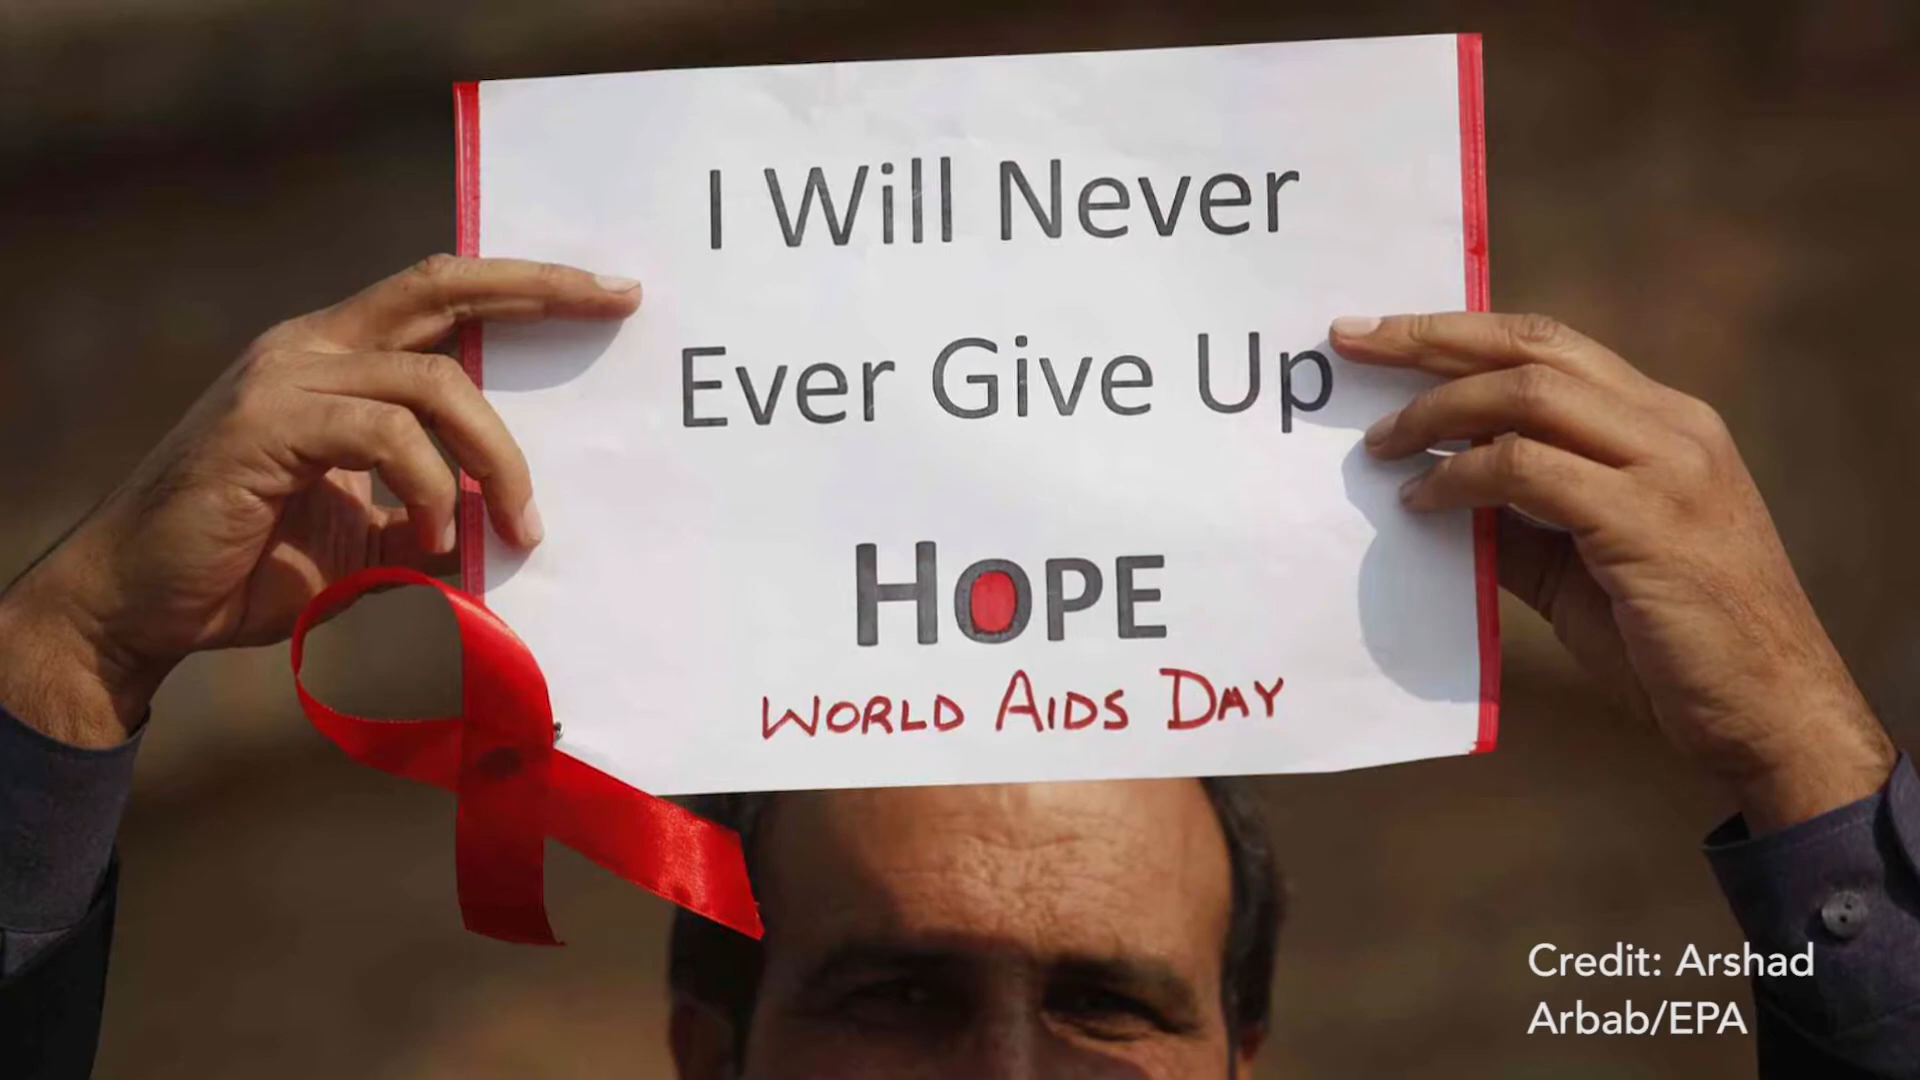 I Will Never
Ever Give Up
HOPE
WORLD AIDS DAY
Credit: Arshad
Arbab/EPA